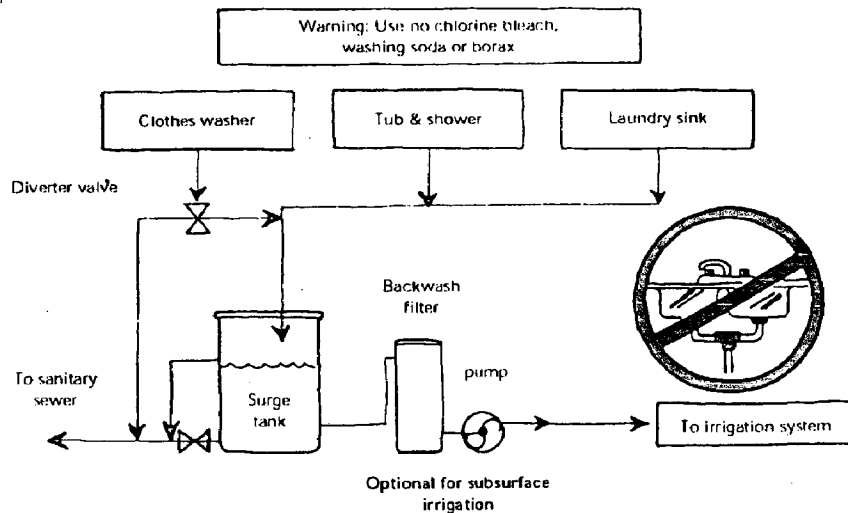 Warning: Use no chlorine bleach,
washing soda or borax
Clothes washer
Tub & shower
Laundry sink
Diverter valve
Backwash
filter
To sanitary
sewer
Surge
tank
pump
To irrigation system
Optional for subsurface
irrigation